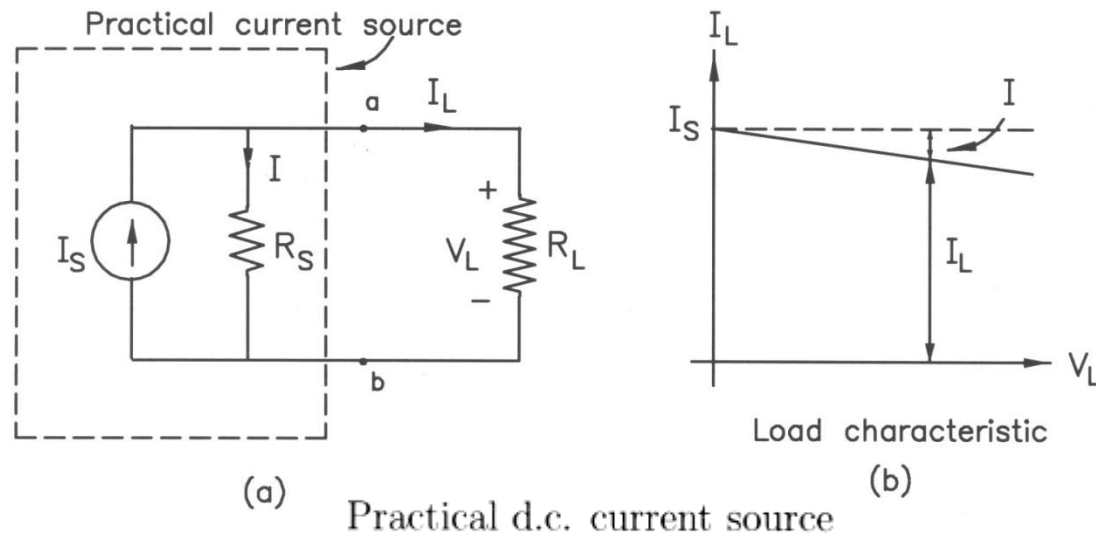 Practical current source
a
I_L
I
I_S
R_S
+
V_L
−
R_L
b
(a)
I_L
I_S
I
I_L
V_L
Load characteristic
(b)
Practical d.c. current source